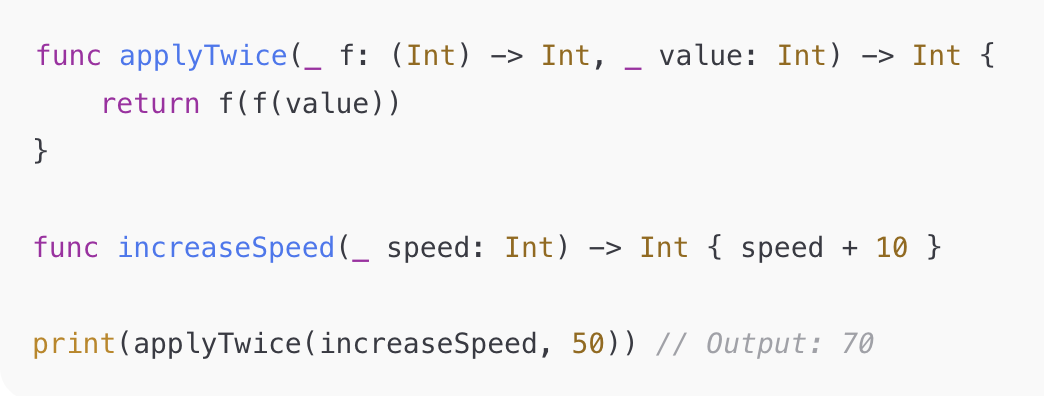 func applyTwice(_ f: (Int) -> Int, _ value: Int) -> Int {
    return f(f(value))
}

func increaseSpeed(_ speed: Int) -> Int { speed + 10 }

print(applyTwice(increaseSpeed, 50)) // Output: 70